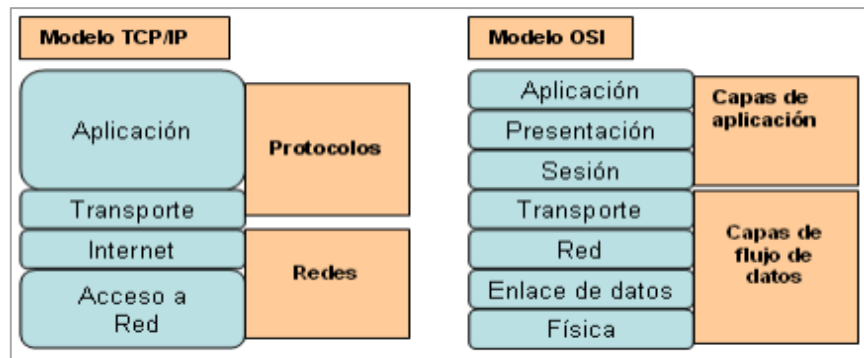 Modelo TCP/IP
Aplicación
Transporte
Internet
Acceso a
Red
Protocolos
Redes
Modelo OSI
Aplicación
Presentación
Sesión
Transporte
Red
Enlace de datos
Física
Capas de
aplicación
Capas de
flujo de
datos